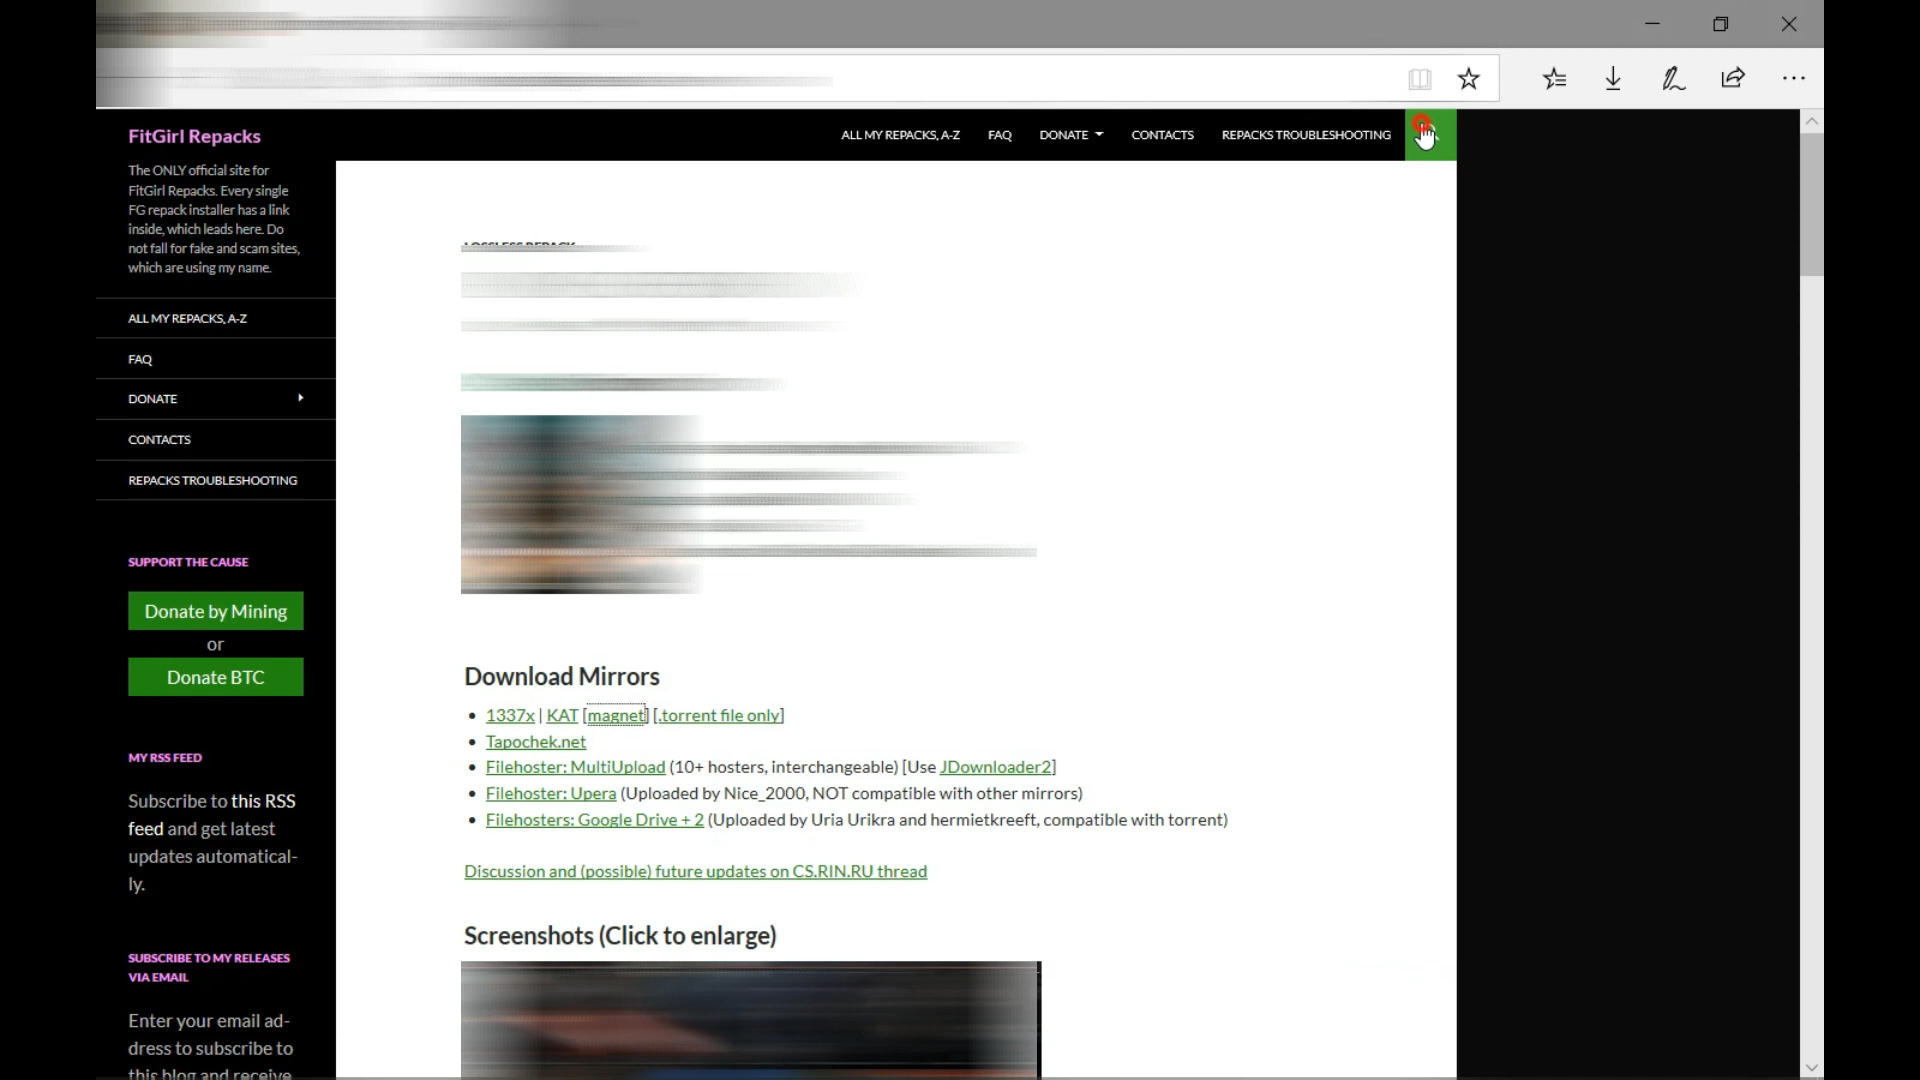 FitGirl Repacks
ALL MY REPACKS, A-Z FAQ DONATE CONTACTS REPACKS TROUBLESHOOTING
The ONLY official site for
FitGirl Repacks. Every single
FG repack installer has a link
inside, which leads here. Do
not fall for fake and scam sites,
which are using my name.
ALL MY REPACKS, A-Z
FAQ
DONATE
CONTACTS
REPACKS TROUBLESHOOTING
SUPPORT THE CAUSE
Donate by Mining
or
Donate BTC
MY RSS FEED
Subscribe to this RSS
feed and get latest
updates automatical-
ly.
SUBSCRIBE TO MY RELEASES
VIA EMAIL
Enter your email ad-
dress to subscribe to
this blog and receive
LOSSLESS REPACK
Download Mirrors
• 1337x | KAT [magnet] [.torrent file only]
• Tapochek.net
• Filehoster: MultiUpload (10+ hosters, interchangeable) [Use JDownloader2]
• Filehoster: Upera (Uploaded by Nice_2000, NOT compatible with other mirrors)
• Filehosters: Google Drive + 2 (Uploaded by Uria Urikra and hermietkreeft, compatible with torrent)
Discussion and (possible) future updates on CS.RIN.RU thread
Screenshots (Click to enlarge)